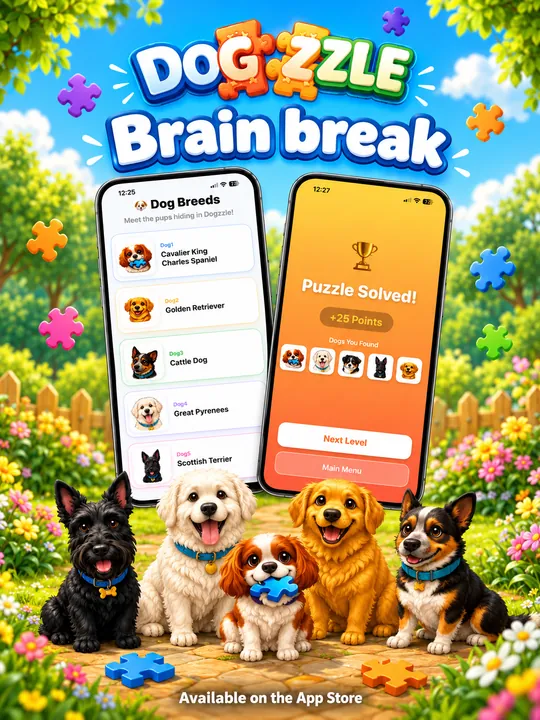 DOGZZLE
Brain break
12:25
Dog Breeds
Meet the pups hiding in Dogzzle!
Dog1
Cavalier King
Charles Spaniel
Dog2
Golden Retriever
Dog3
Cattle Dog
Dog4
Great Pyrenees
Dog5
Scottish Terrier
12:27
Puzzle Solved!
+25 Points
Dogs You Found
Next Level
Main Menu
Available on the App Store